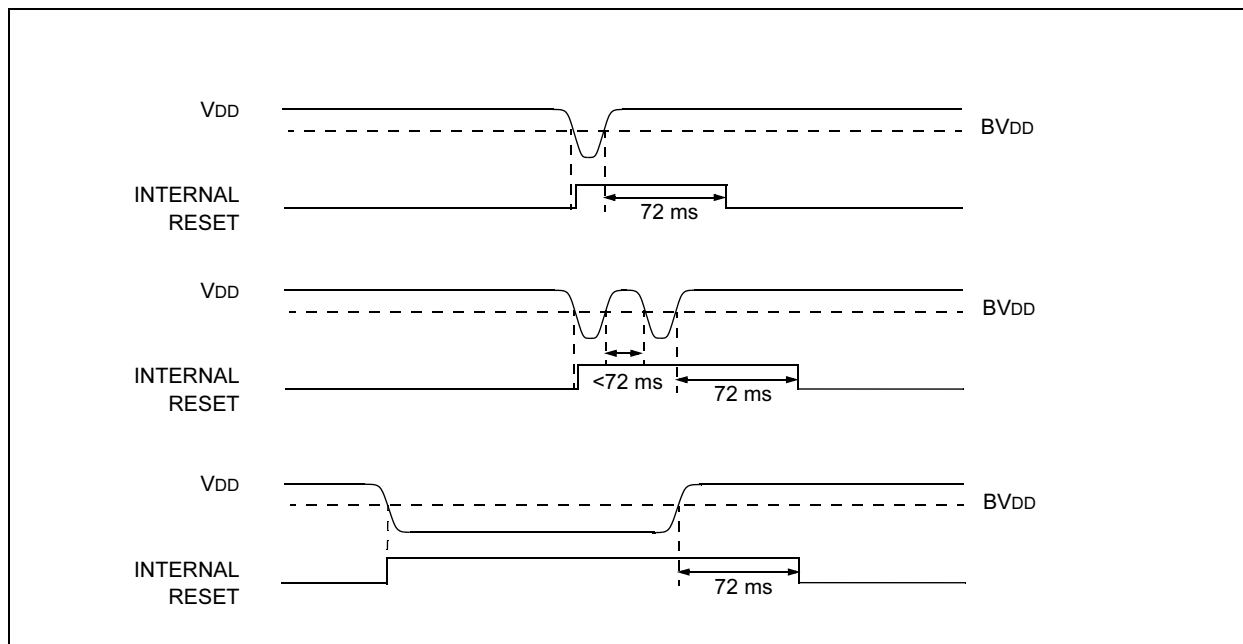 VDD
BVDD
INTERNAL
RESET
72 ms
VDD
BVDD
INTERNAL
RESET
<72 ms
72 ms
VDD
BVDD
INTERNAL
RESET
72 ms